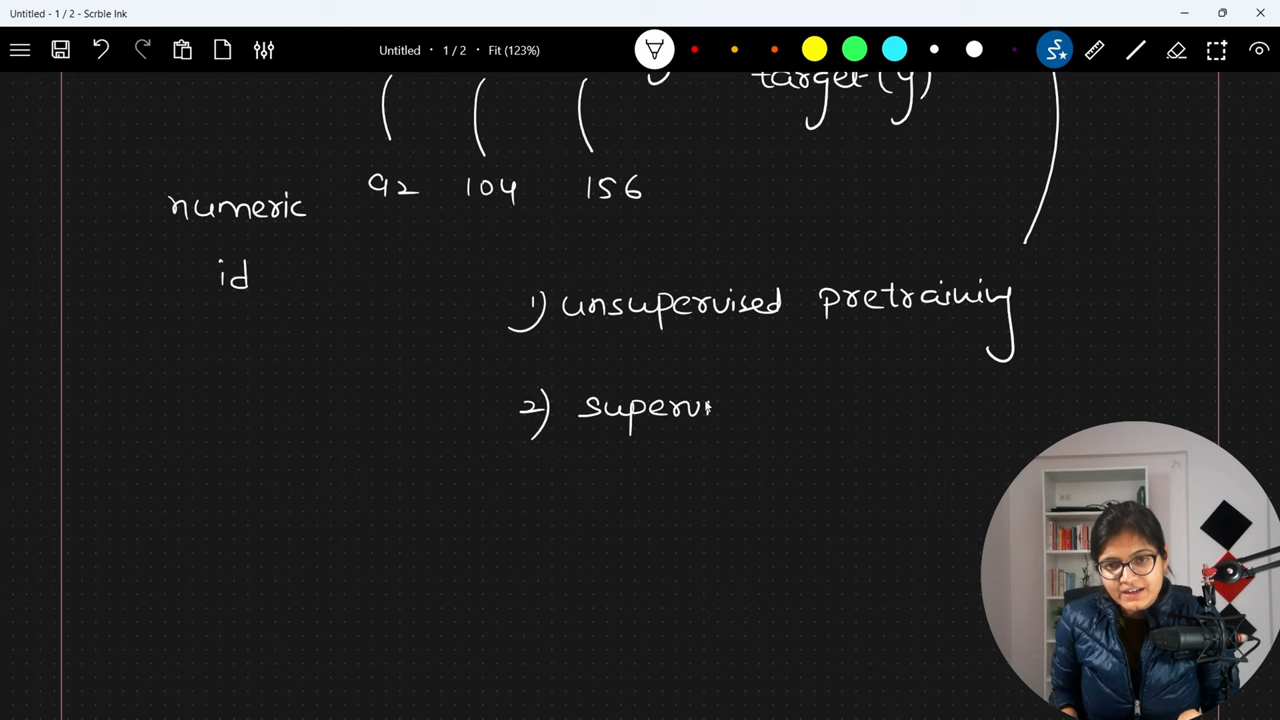 Untitled - 1 / 2 - Scrble Ink
Untitled • 1 / 2 • Fit (123%)
target (y)
92 104 156
numeric
id
1) unsupervised pretraining
2) superv